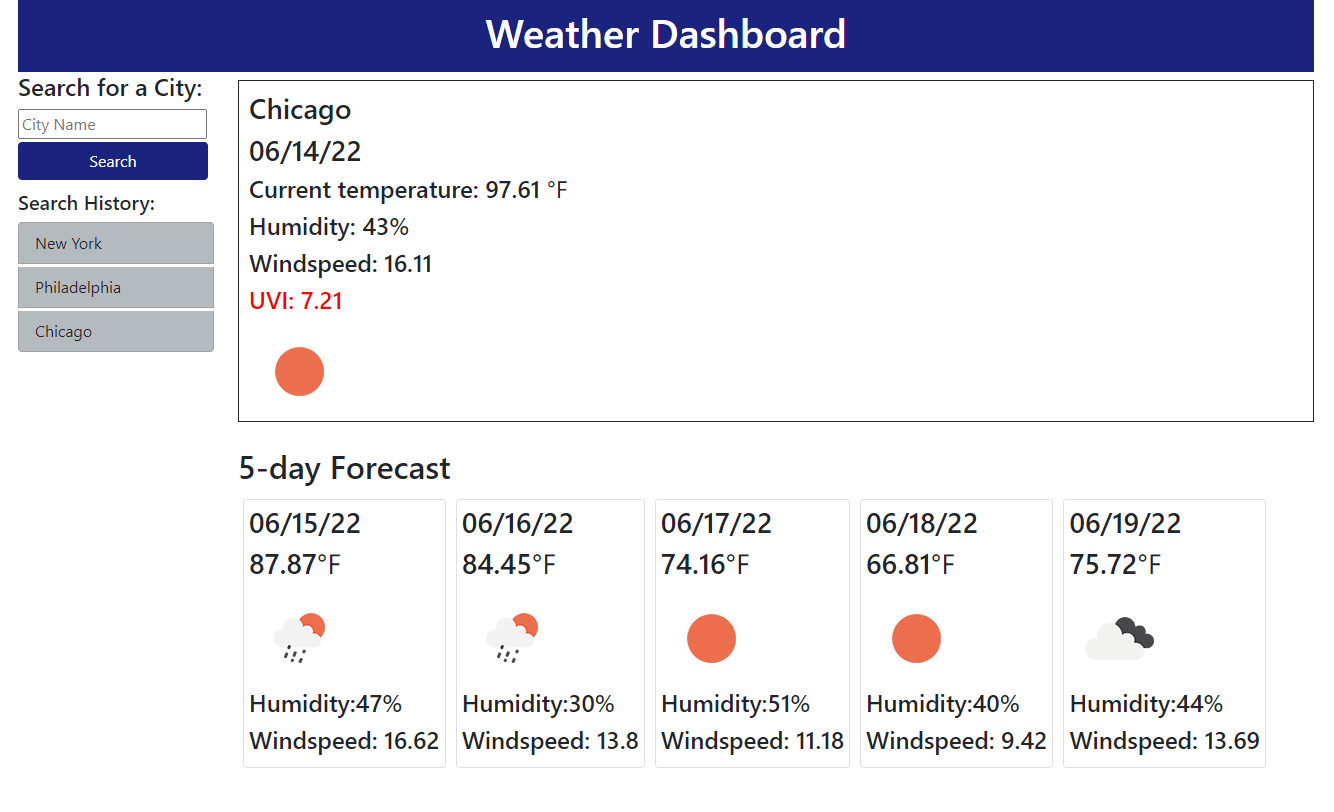 Weather Dashboard
Search for a City:
City Name
Search
Search History:
New York
Philadelphia
Chicago
Chicago
06/14/22
Current temperature: 97.61 °F
Humidity: 43%
Windspeed: 16.11
UVI: 7.21
5-day Forecast
06/15/22
87.87°F
Humidity:47%
Windspeed: 16.62
06/16/22
84.45°F
Humidity:30%
Windspeed: 13.8
06/17/22
74.16°F
Humidity:51%
Windspeed: 11.18
06/18/22
66.81°F
Humidity:40%
Windspeed: 9.42
06/19/22
75.72°F
Humidity:44%
Windspeed: 13.69